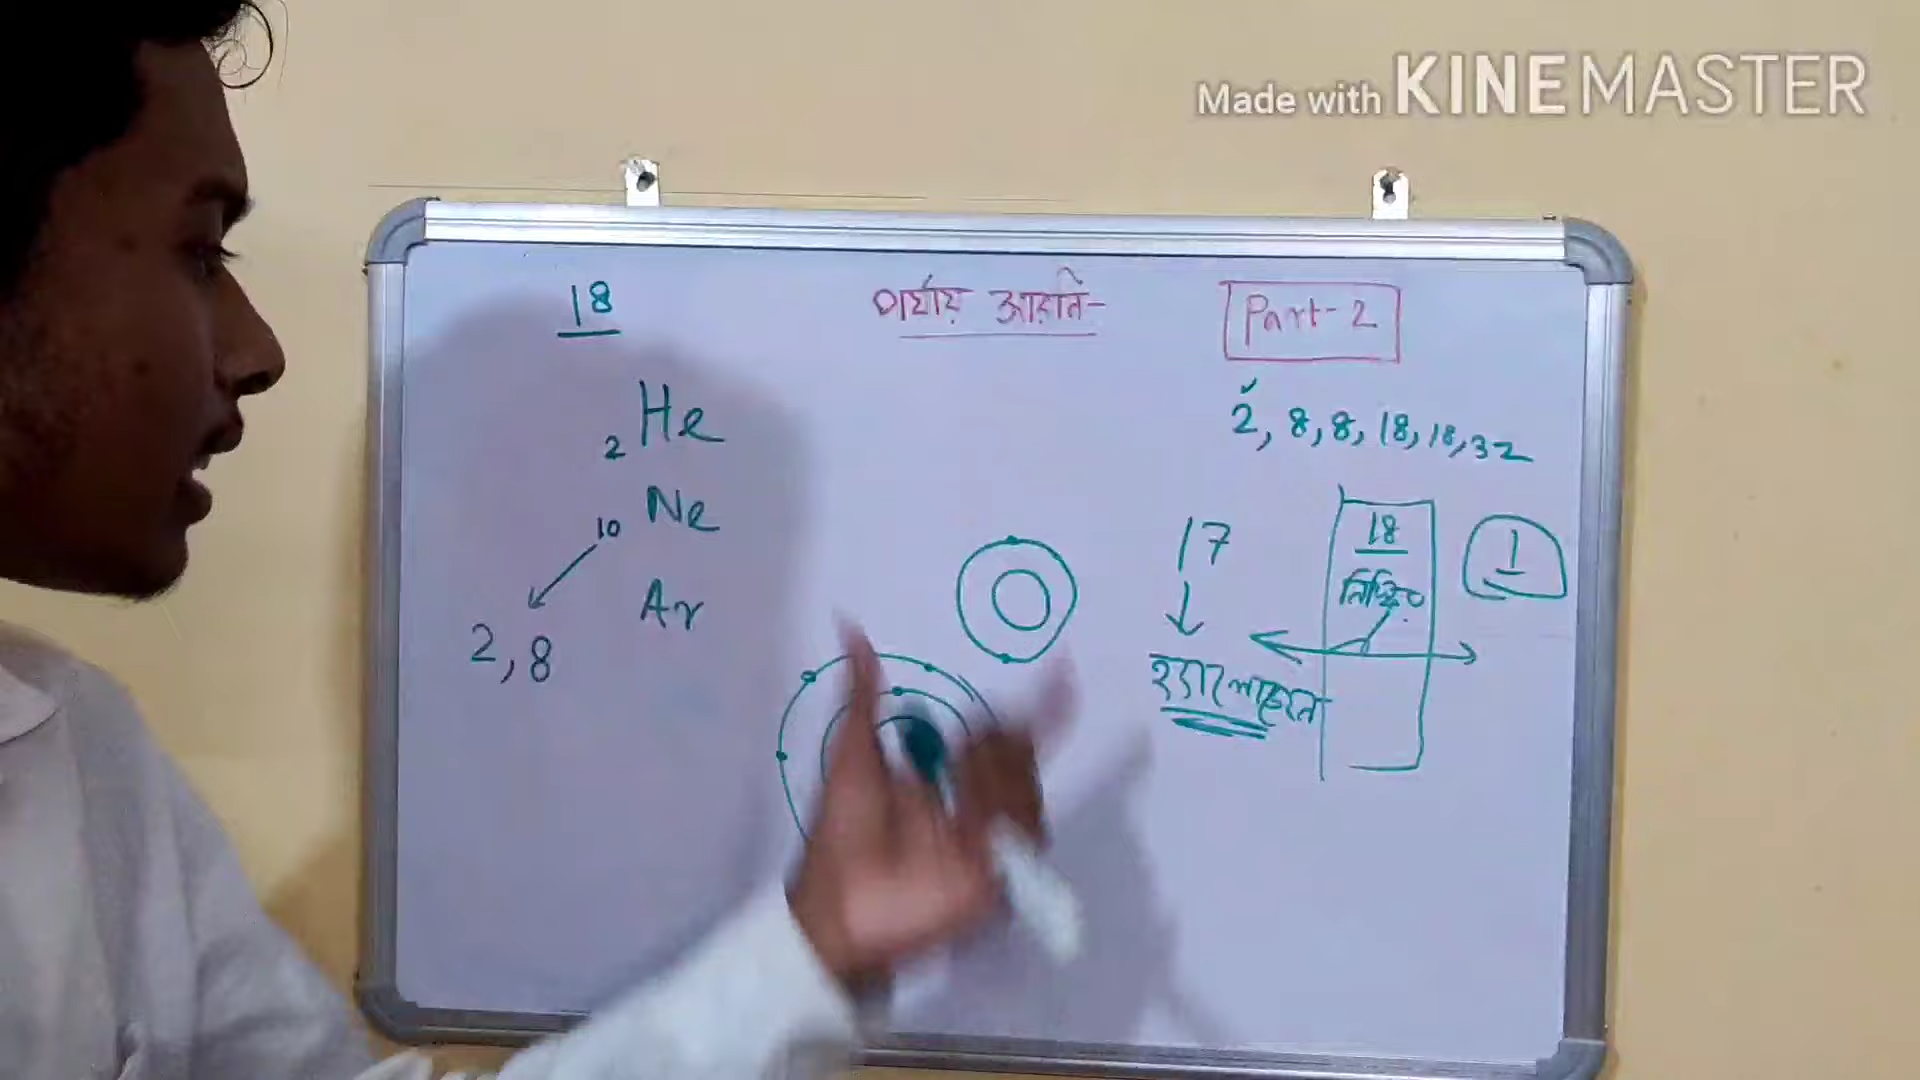 Made with KINEMASTER
18
পর্যায় সারণি-
Part-2
2, 8, 8, 18, 18, 32
2He
10Ne
Ar
2, 8
17
18
1
নিষ্ক্রিয়